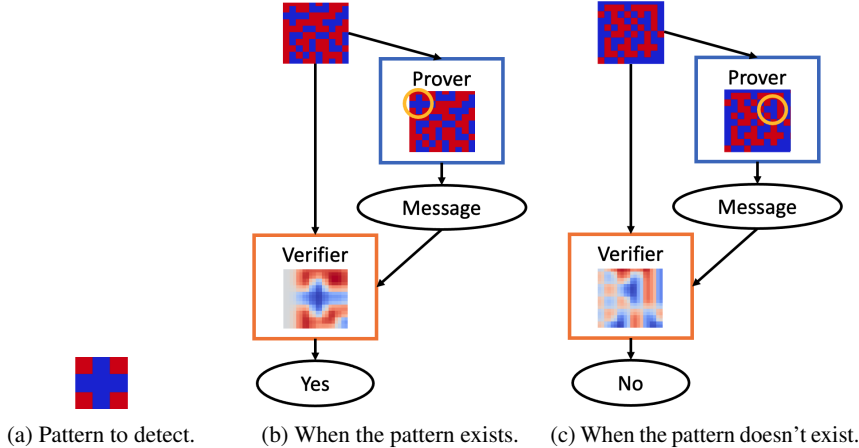 Prover
Message
Verifier
Yes
Prover
Message
Verifier
No
(a) Pattern to detect.
(b) When the pattern exists.
(c) When the pattern doesn't exist.